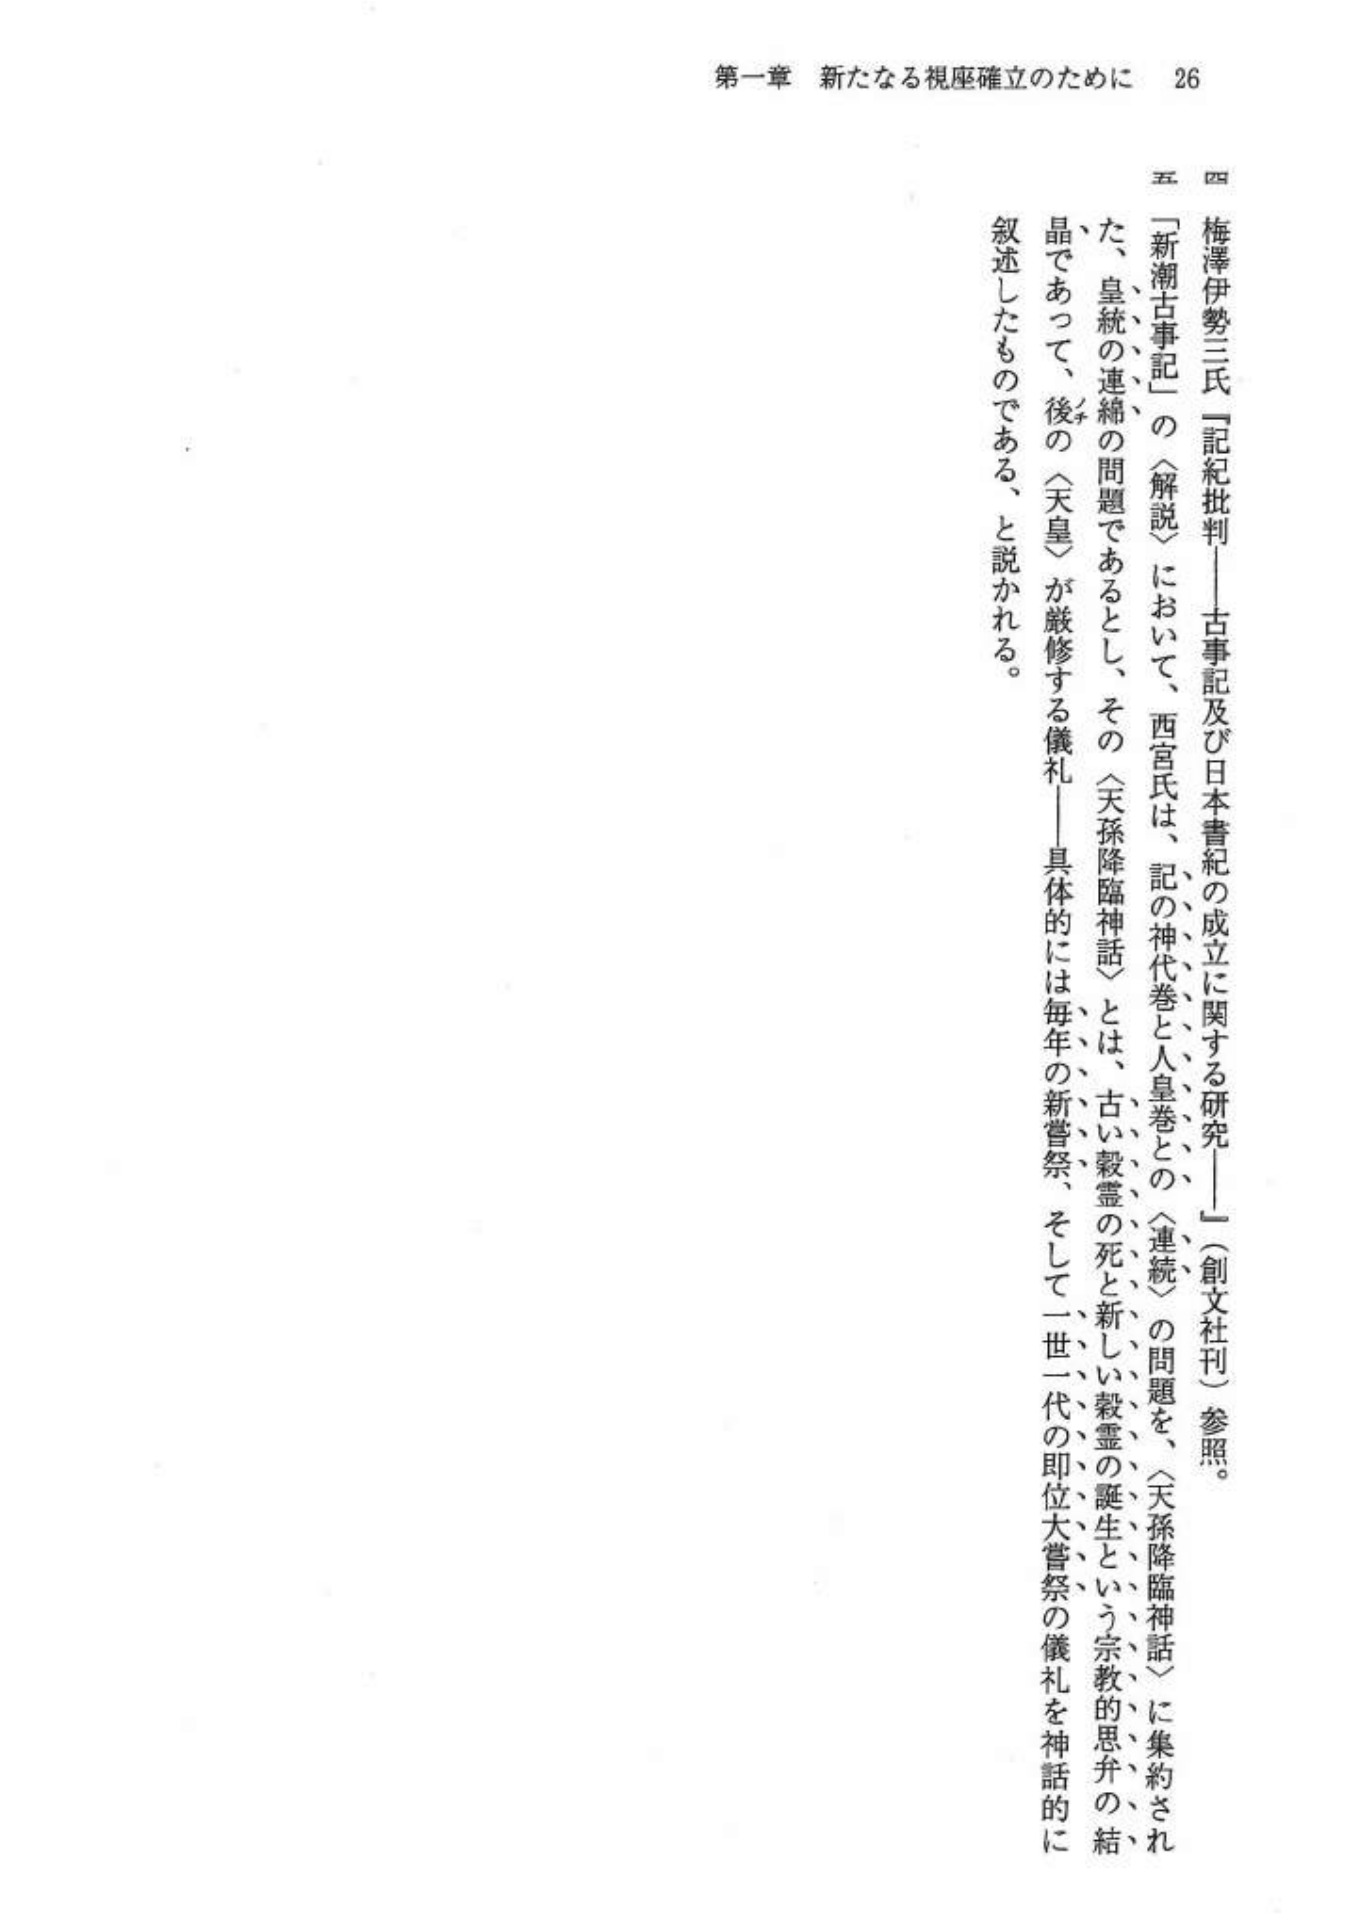 第一章　新たなる視座確立のために　26
四　梅澤伊勢三氏『記紀批判――古事記及び日本書紀の成立に関する研究――』（創文社刊）参照。
五　「新潮古事記」の〈解説〉において、西宮氏は、記の神代巻と人皇巻との〈連続〉の問題を、〈天孫降臨神話〉に集約され
た、皇統の連綿の問題であるとし、その〈天孫降臨神話〉とは、古い穀霊の死と新しい穀霊の誕生という宗教的思弁の結
晶であって、後ノチの〈天皇〉が厳修する儀礼――具体的には毎年の新嘗祭、そして一世一代の即位大嘗祭の儀礼を神話的に
叙述したものである、と説かれる。